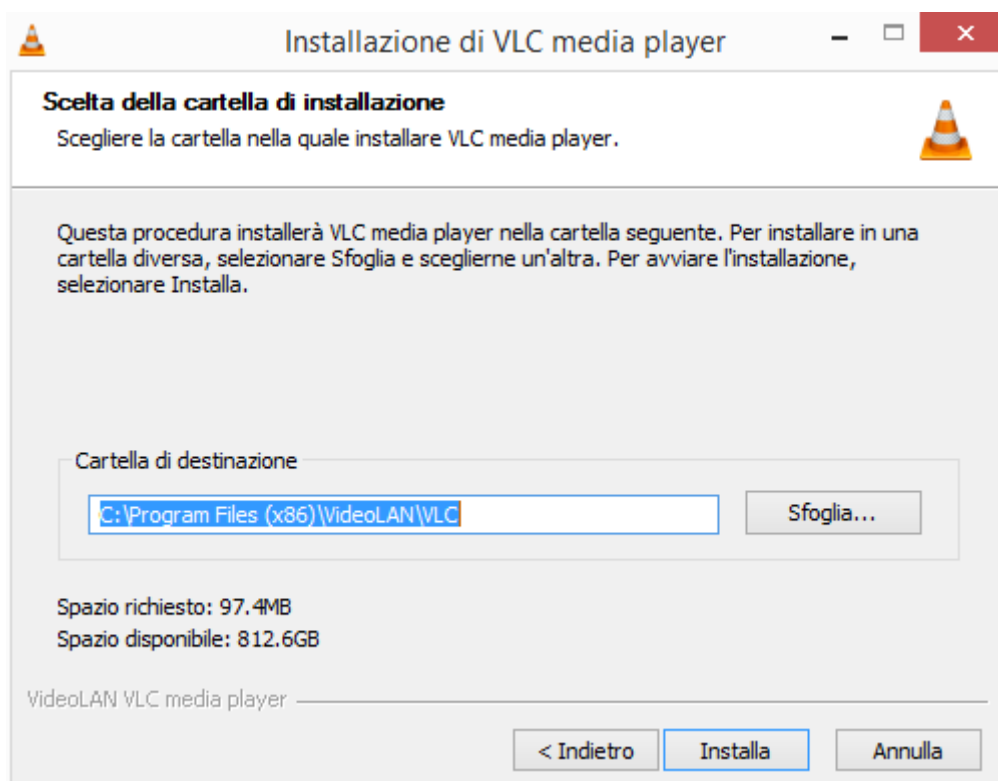 Installazione di VLC media player
Scelta della cartella di installazione
Scegliere la cartella nella quale installare VLC media player.
Questa procedura installerà VLC media player nella cartella seguente. Per installare in una
cartella diversa, selezionare Sfoglia e sceglierne un'altra. Per avviare l'installazione,
selezionare Installa.
Cartella di destinazione
C:\Program Files (x86)\VideoLAN\VLC
Sfoglia...
Spazio richiesto: 97.4MB
Spazio disponibile: 812.6GB
VideoLAN VLC media player
< Indietro
Installa
Annulla